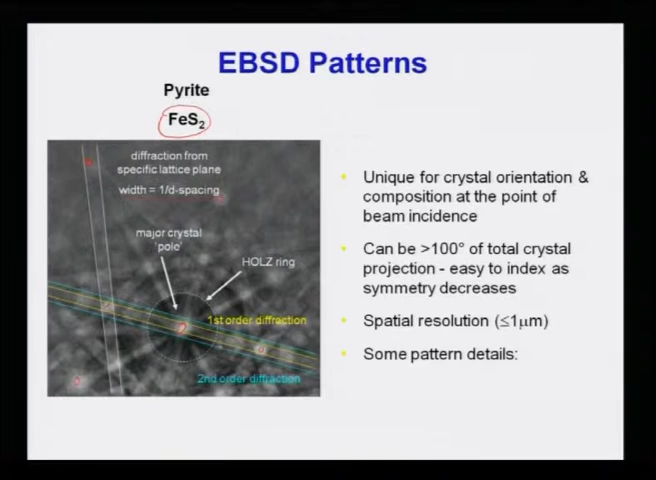 EBSD Patterns
Pyrite
FeS₂
diffraction from
specific lattice plane
width = 1/d-spacing
major crystal
'pole'
HOLZ ring
1st order diffraction
2nd order diffraction
• Unique for crystal orientation &
composition at the point of
beam incidence
• Can be >100° of total crystal
projection - easy to index as
symmetry decreases
• Spatial resolution (≤1μm)
• Some pattern details: